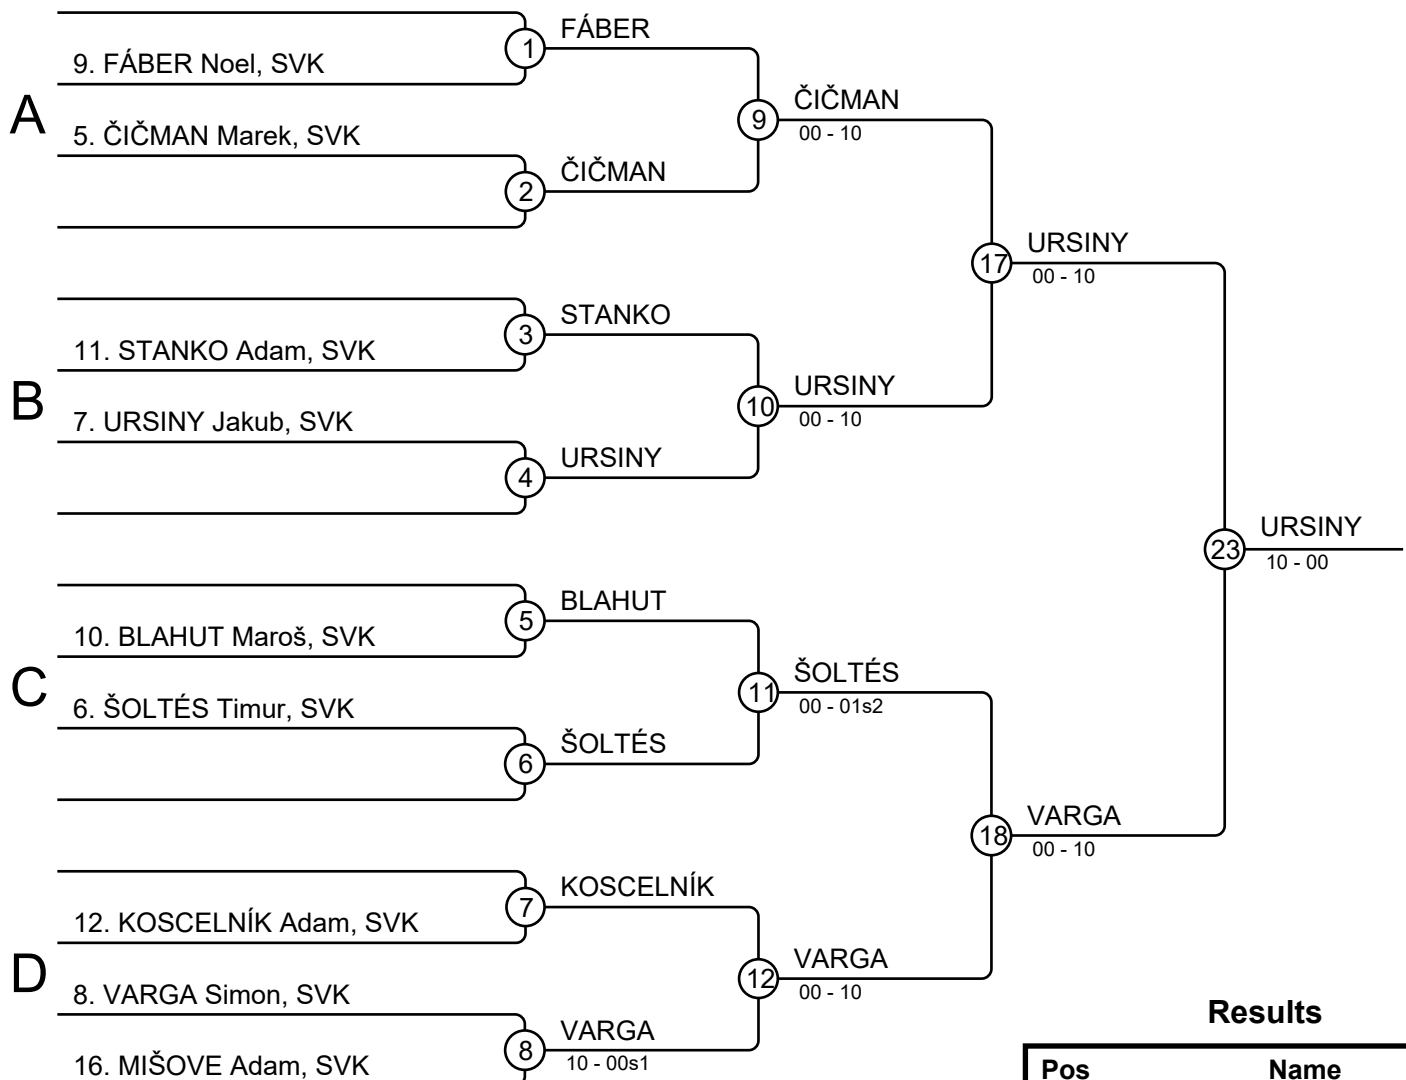 FÁBER
1
9. FÁBER Noel, SVK
A
ČIČMAN
9
00 - 10
5. ČIČMAN Marek, SVK
ČIČMAN
2
URSINY
17
00 - 10
STANKO
3
11. STANKO Adam, SVK
B
URSINY
10
00 - 10
7. URSINY Jakub, SVK
URSINY
4
URSINY
23
10 - 00
BLAHUT
5
10. BLAHUT Maroš, SVK
C
ŠOLTÉS
11
00 - 01s2
6. ŠOLTÉS Timur, SVK
ŠOLTÉS
6
VARGA
18
00 - 10
KOSCELNÍK
7
12. KOSCELNÍK Adam, SVK
D
VARGA
12
00 - 10
8. VARGA Simon, SVK
VARGA
8
10 - 00s1
16. MIŠOVE Adam, SVK
Results
Pos Name